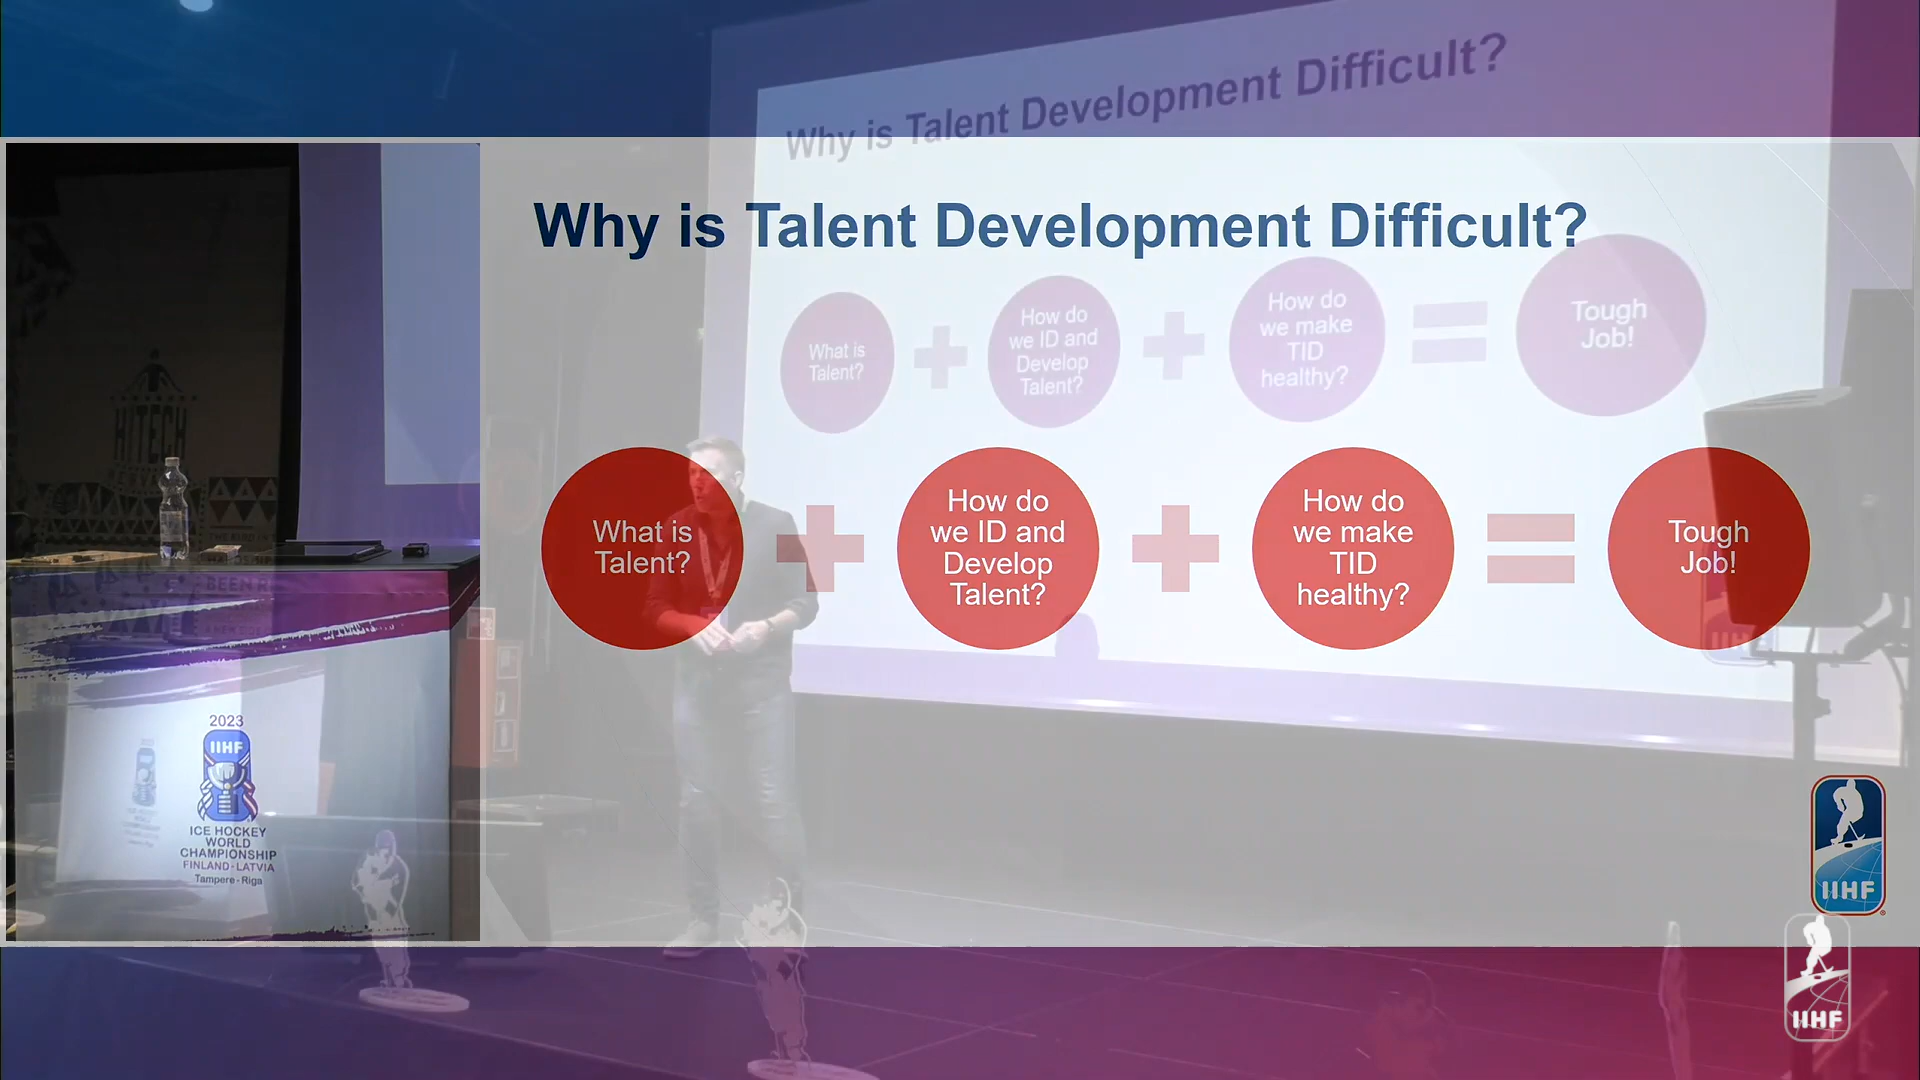 Why is Talent Development Difficult?
What is
Talent?
How do
we ID and
Develop
Talent?
How do
we make
TID
healthy?
Tough
Job!
Why is Talent Development Difficult?
What is
Talent?
How do
we ID and
Develop
Talent?
How do
we make
TID
healthy?
Tough
Job!
HTECH
BEEN R
2023
IIHF
ICE HOCKEY
WORLD
CHAMPIONSHIP
FINLAND - LATVIA
Tampere - Riga
IIHF
IIHF